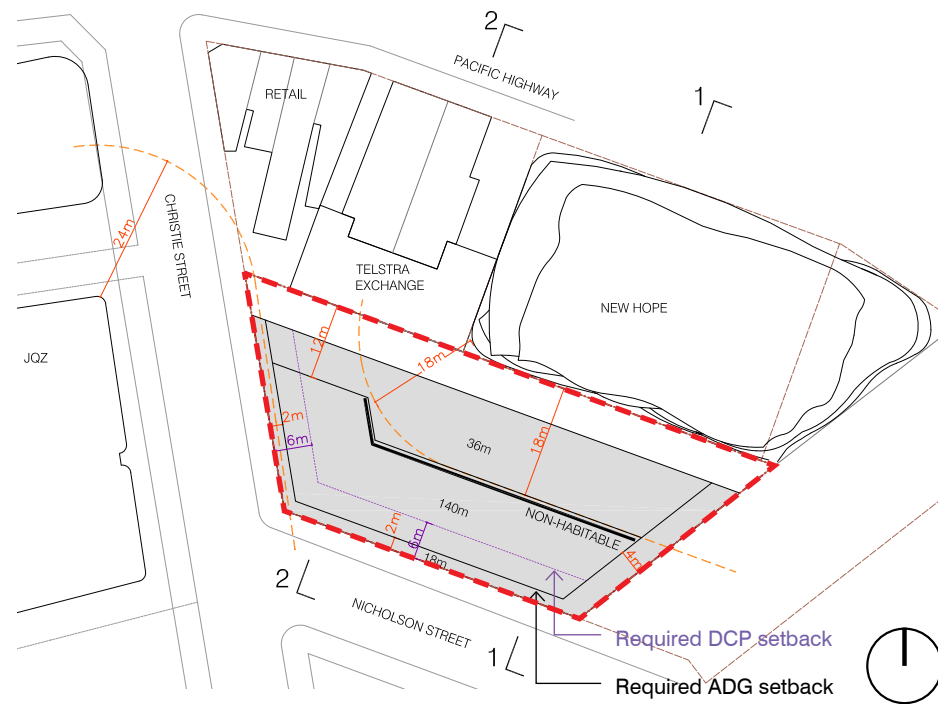 2
PACIFIC HIGHWAY
1
RETAIL
CHRISTIE STREET
24m
TELSTRA
EXCHANGE
NEW HOPE
JQZ
12m
18m
18m
2m
6m
36m
140m
NON-HABITABLE
2m
6m
18m
4m
2
NICHOLSON STREET
1
Required DCP setback
Required ADG setback